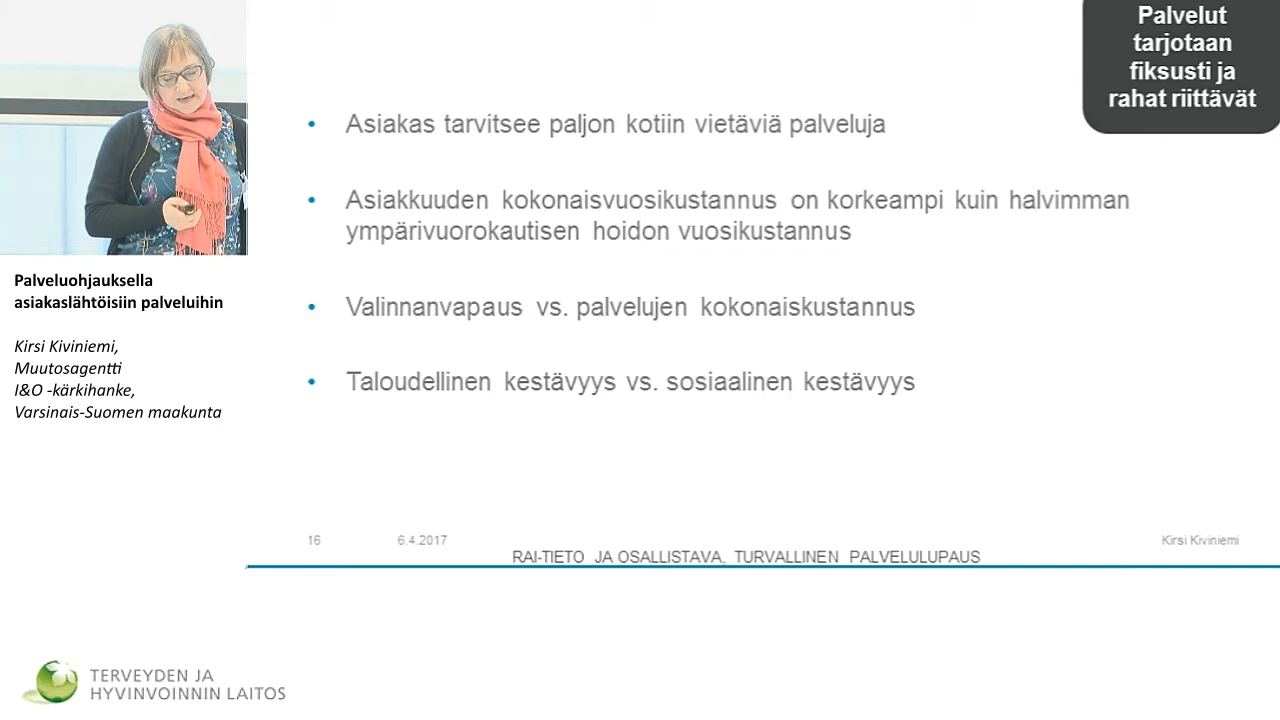 Palvelut
tarjotaan
fiksusti ja
rahat riittävät
• Asiakas tarvitsee paljon kotiin vietäviä palveluja
• Asiakkuuden kokonaisvuosikustannus on korkeampi kuin halvimman
ympärivuorokautisen hoidon vuosikustannus
• Valinnanvapaus vs. palvelujen kokonaiskustannus
• Taloudellinen kestävyys vs. sosiaalinen kestävyys
Palveluohjauksella
asiakaslähtöisiin palveluihin
Kirsi Kiviniemi,
Muutosagentti
I&O -kärkihanke,
Varsinais-Suomen maakunta
16 6.4.2017 Kirsi Kiviniemi
RAI-TIETO JA OSALLISTAVA, TURVALLINEN PALVELULUPAUS
TERVEYDEN JA
HYVINVOINNIN LAITOS